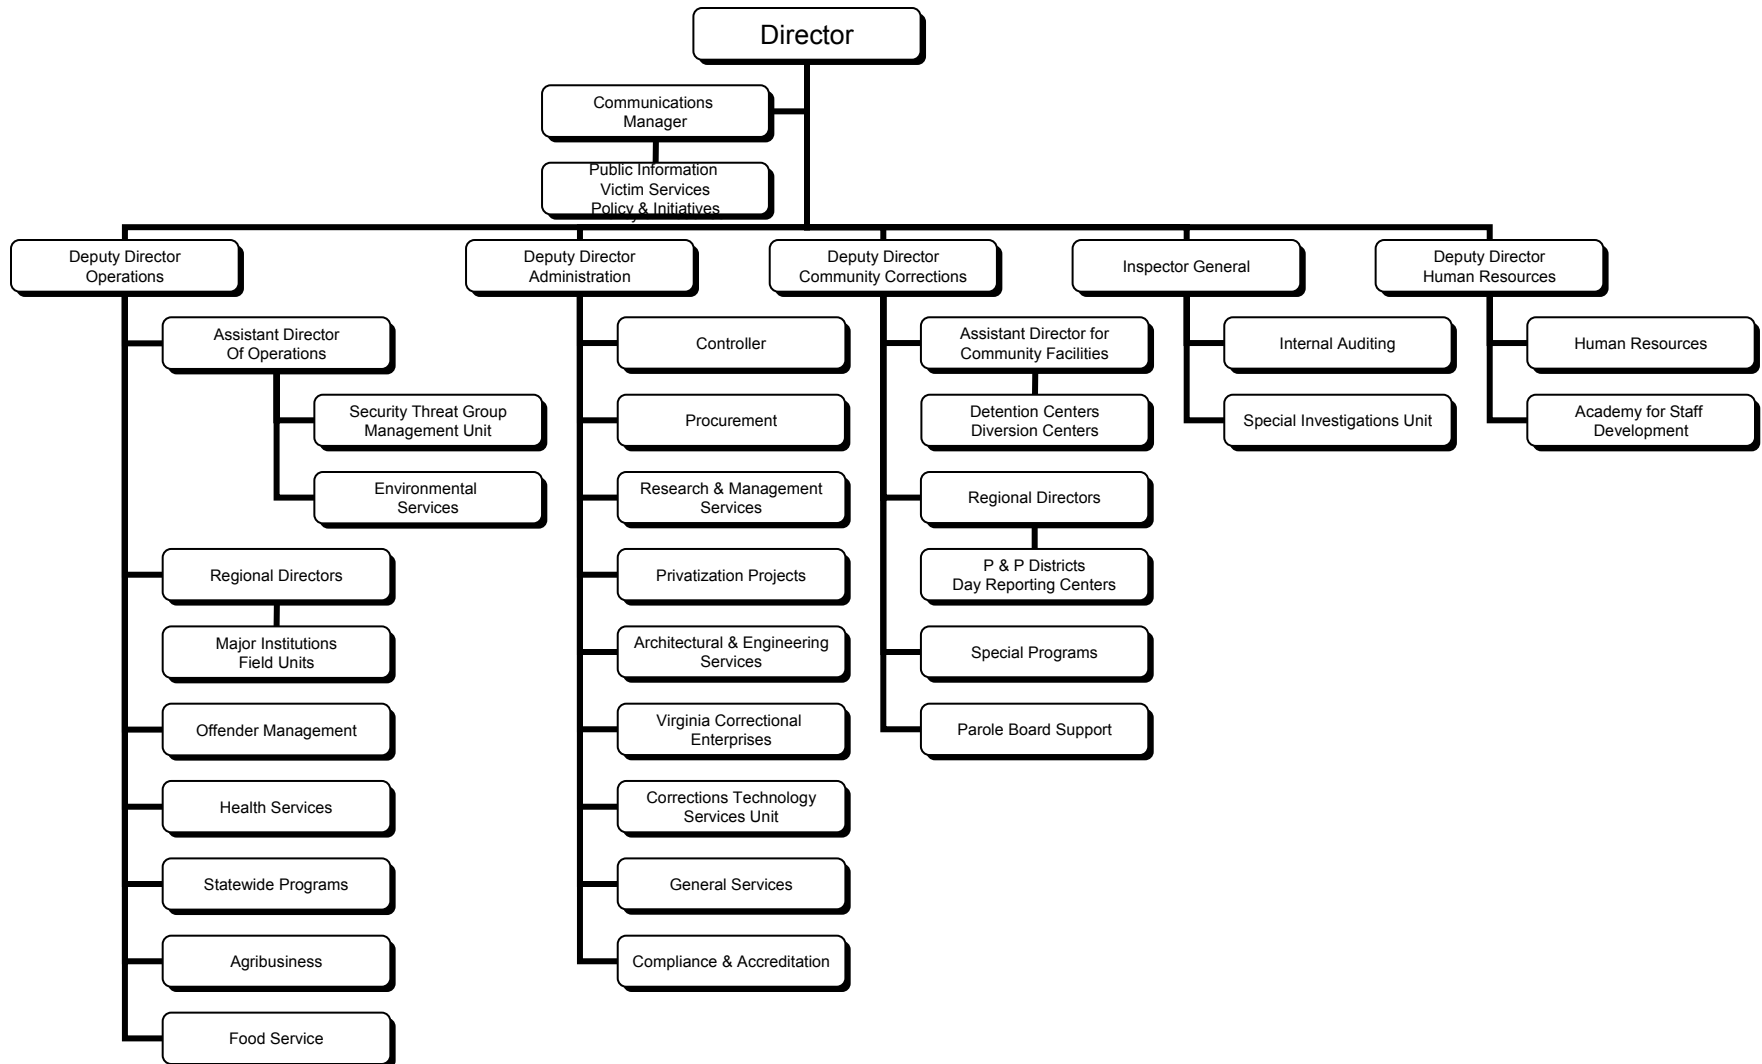 Director
Communications
Manager
Public Information
Victim Services
Policy & Initiatives
Deputy Director
Operations
Deputy Director
Administration
Deputy Director
Community Corrections
Inspector General
Deputy Director
Human Resources
Assistant Director
Of Operations
Security Threat Group
Management Unit
Environmental
Services
Regional Directors
Major Institutions
Field Units
Offender Management
Health Services
Statewide Programs
Agribusiness
Food Service
Controller
Procurement
Research & Management
Services
Privatization Projects
Architectural & Engineering
Services
Virginia Correctional
Enterprises
Corrections Technology
Services Unit
General Services
Compliance & Accreditation
Assistant Director for
Community Facilities
Detention Centers
Diversion Centers
Regional Directors
P & P Districts
Day Reporting Centers
Special Programs
Parole Board Support
Internal Auditing
Special Investigations Unit
Human Resources
Academy for Staff
Development